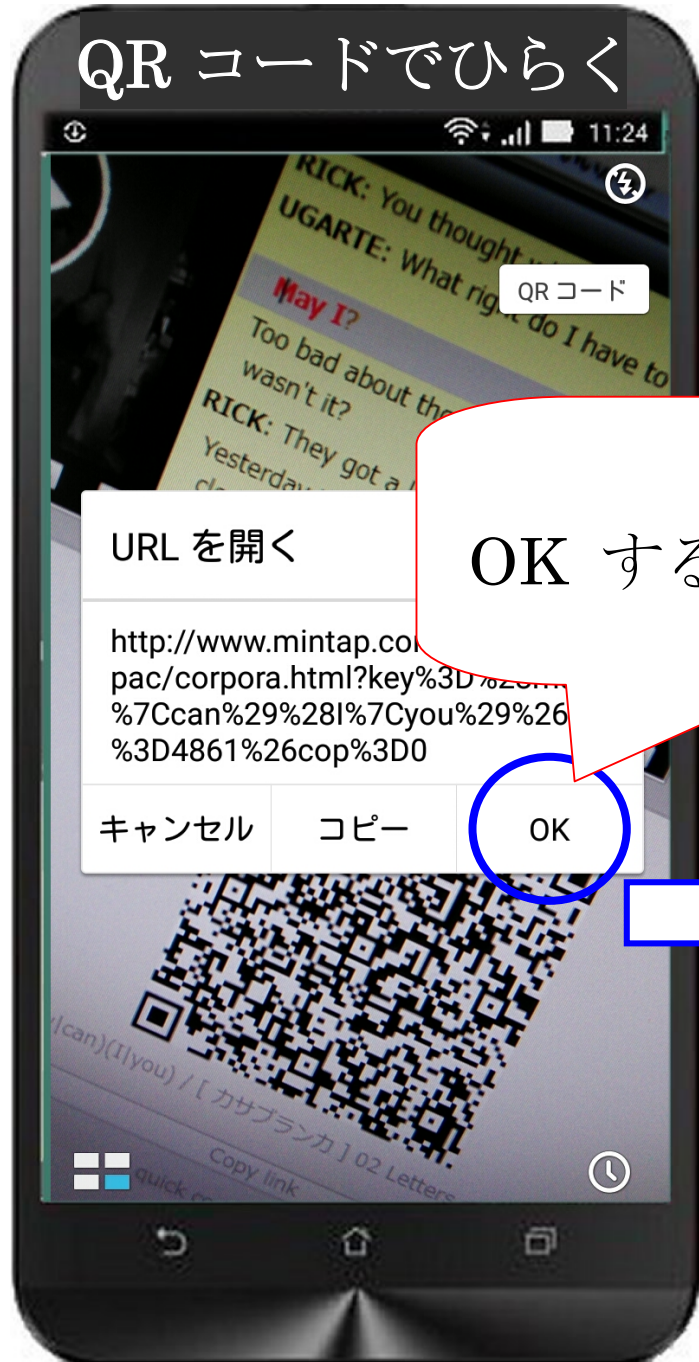 QR コードでひらく
11:24
RICK: You thought
UGARTE: What right do I have to
QR コード
May I?
Too bad about the
wasn't it?
RICK: They got a
Yesterday
URL を開く
OK する
http://www.mintap.co
pac/corpora.html?key%3D%28m
%7Ccan%29%28I%7Cyou%29%26
%3D4861%26cop%3D0
キャンセル
コピー
OK
|can)(I|you) / [ カサブランカ ] 02 Letters
Copy link
quick